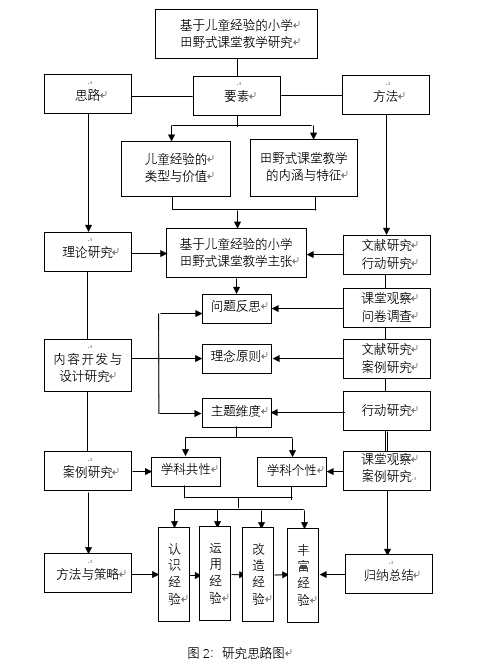 基于儿童经验的小学
田野式课堂教学研究
思路
要素
方法
儿童经验的
类型与价值
田野式课堂教学
的内涵与特征
理论研究
基于儿童经验的小学
田野式课堂教学主张
文献研究
行动研究
问题反思
课堂观察
问卷调查
内容开发与
设计研究
理念原则
文献研究
案例研究
主题维度
行动研究
案例研究
学科共性
学科个性
课堂观察
案例研究
方法与策略
认识经验
运用经验
改造经验
丰富经验
归纳总结
图 2：研究思路图